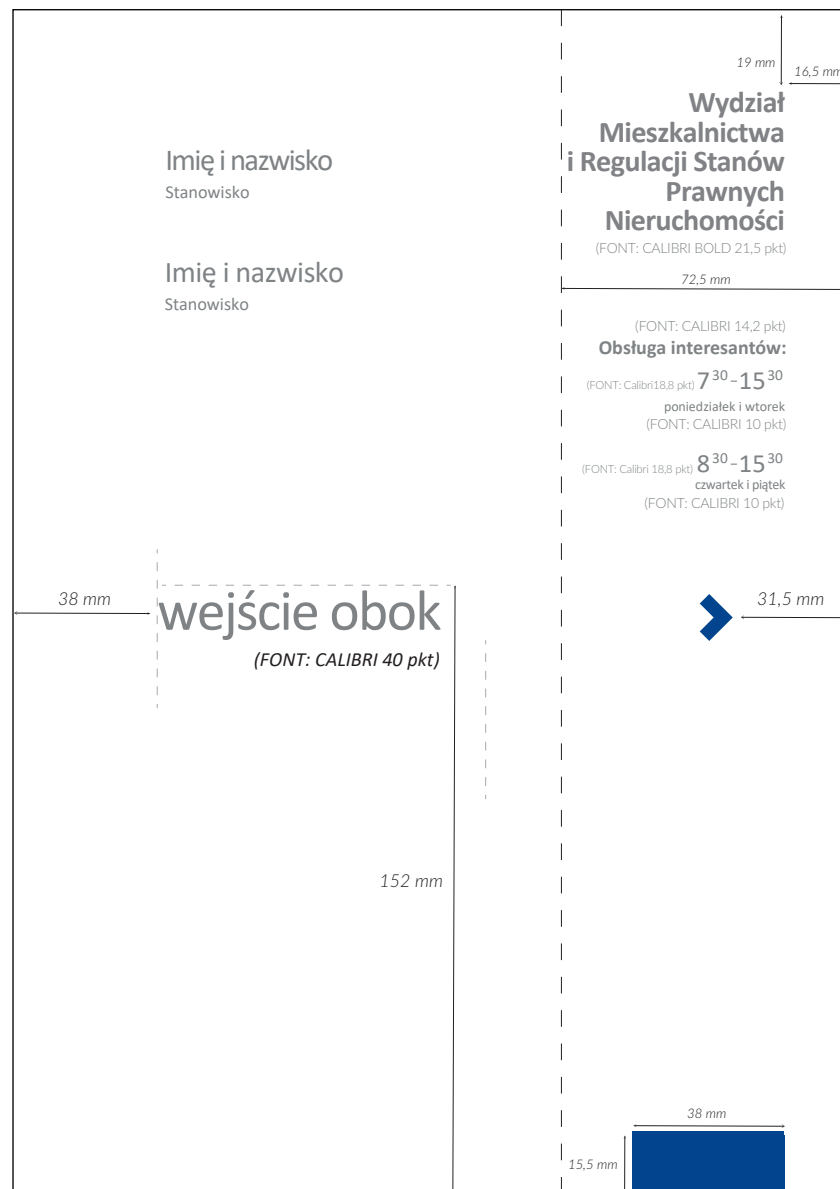 19 mm
16,5 mm
Wydział
Mieszkalnictwa
i Regulacji Stanów
Prawnych
Nieruchomości
(FONT: CALIBRI BOLD 21,5 pkt)
Imię i nazwisko
Stanowisko
Imię i nazwisko
Stanowisko
72,5 mm
(FONT: CALIBRI 14,2 pkt)
Obsługa interesantów:
(FONT: Calibri18,8 pkt) 7 30 - 15 30
poniedziałek i wtorek
(FONT: CALIBRI 10 pkt)
(FONT: Calibri 18,8 pkt) 8 30 - 15 30
czwartek i piątek
(FONT: CALIBRI 10 pkt)
38 mm
wejście obok
(FONT: CALIBRI 40 pkt)
31,5 mm
152 mm
38 mm
15,5 mm